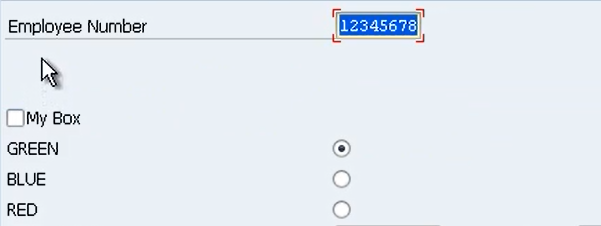 Employee Number 12345678
My Box
GREEN
BLUE
RED